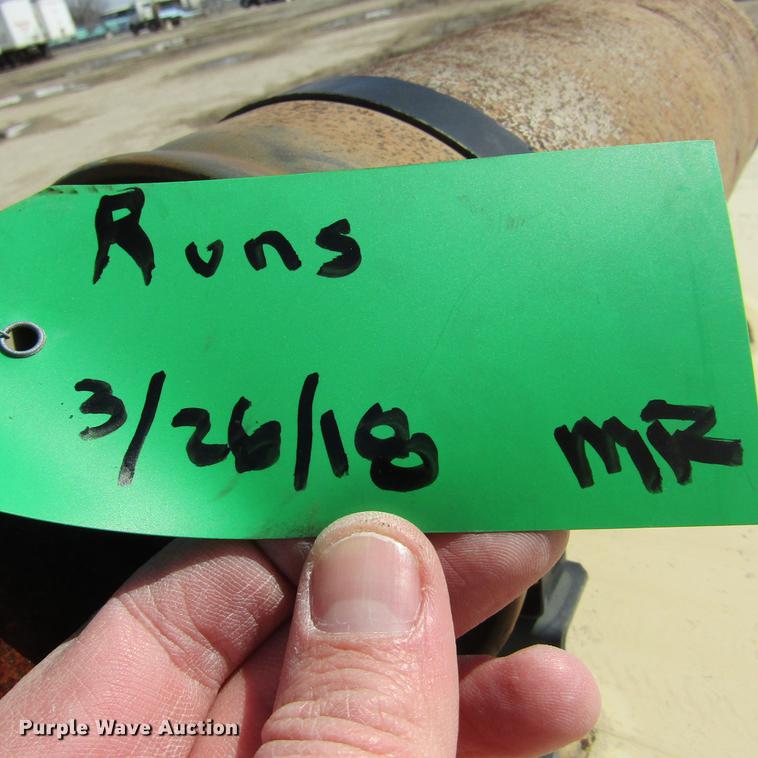 Runs
3/26/18 MR
Purple Wave Auction